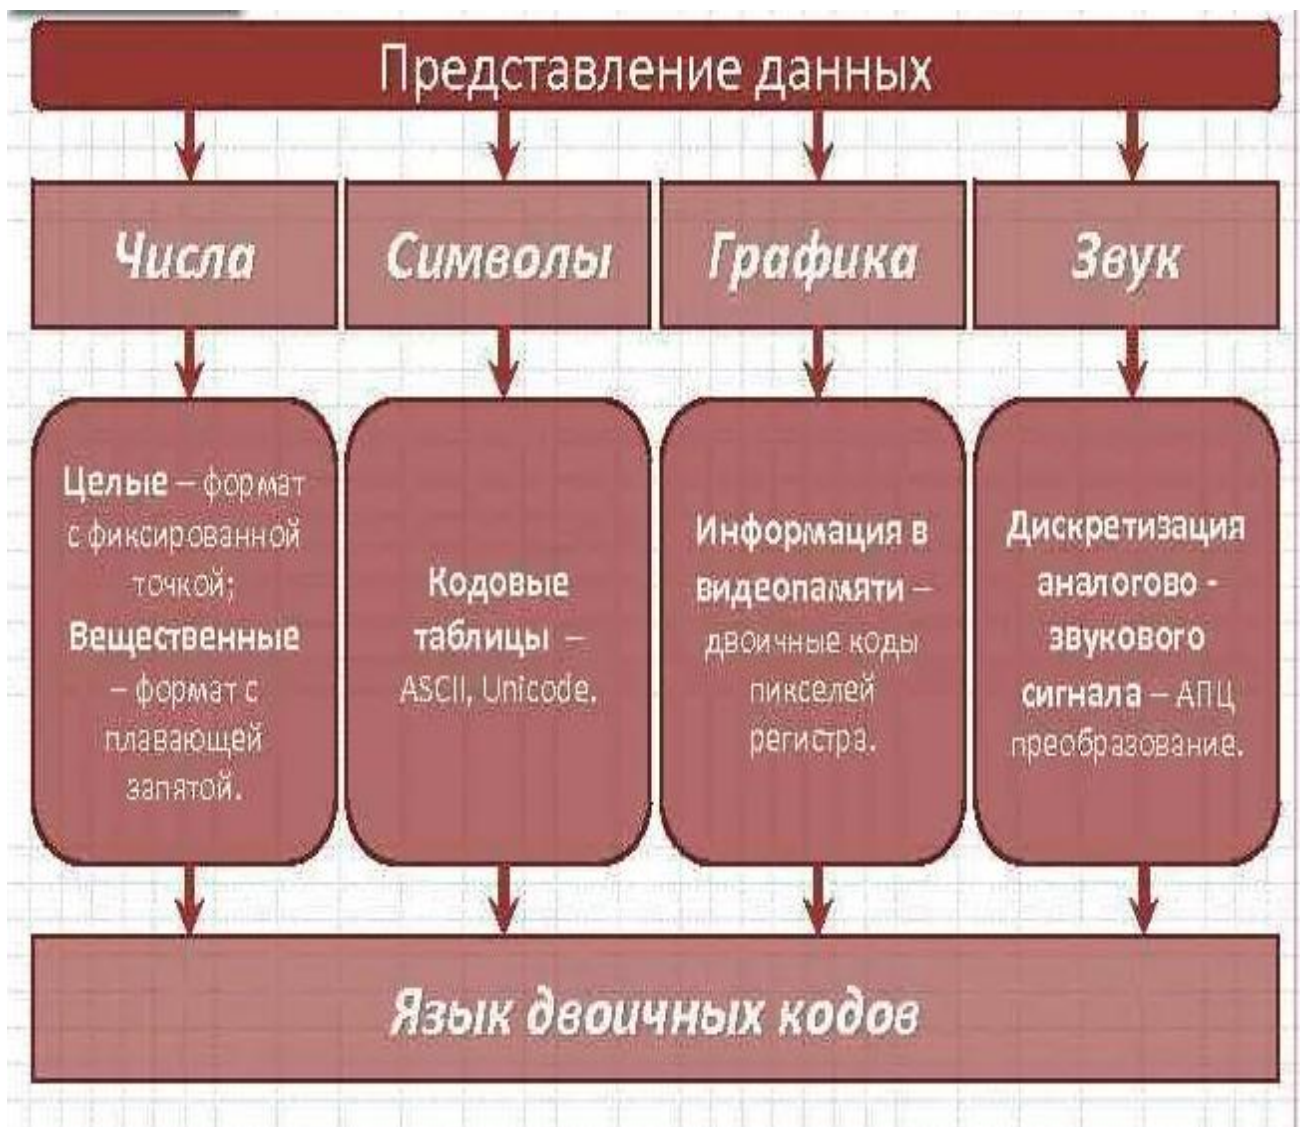 Представление данных
Числа
Символы
Графика
Звук
Целые – формат
с фиксированной
точкой;
Вещественные
– формат с
плавающей
запятой.
Кодовые
таблицы –
ASCII, Unicode.
Информация в
видеопамяти –
двоичные коды
пикселей
регистра.
Дискретизация
аналогово -
звукового
сигнала – АПЦ
преобразование.
Язык двоичных кодов